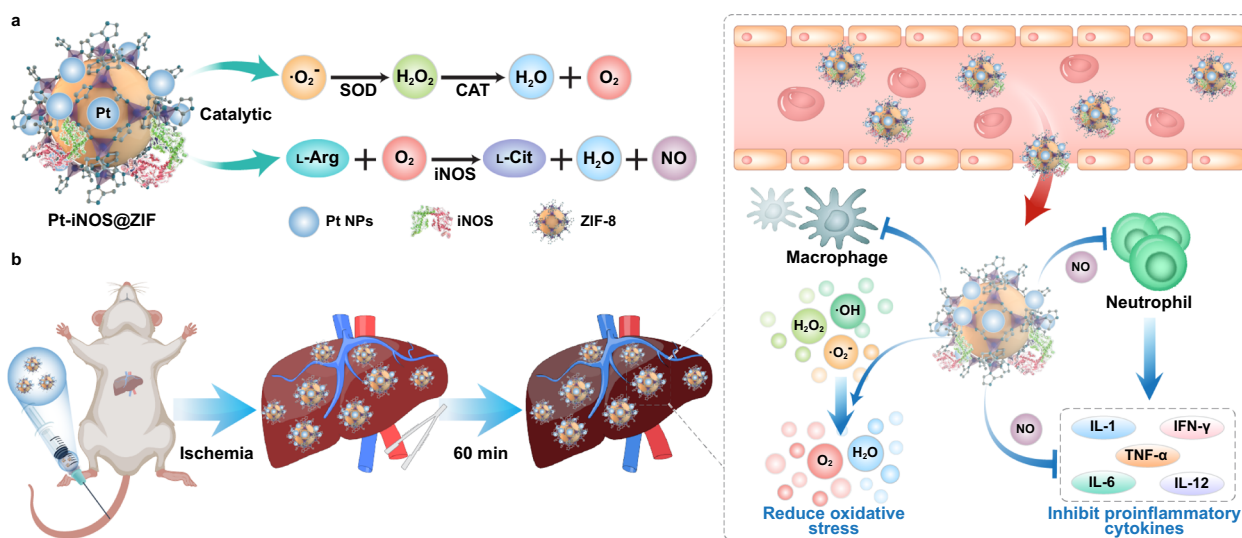 a
Pt
Pt-iNOS@ZIF
Catalytic
·O₂⁻
SOD
H₂O₂
CAT
H₂O
+
O₂
L-Arg
+
O₂
iNOS
L-Cit
+
H₂O
+
NO
Pt NPs
iNOS
ZIF-8
b
Ischemia
60 min
Macrophage
NO
Neutrophil
H₂O₂
·OH
·O₂⁻
O₂
H₂O
Reduce oxidative
stress
NO
IL-1
IFN-γ
TNF-α
IL-6
IL-12
Inhibit proinflammatory
cytokines